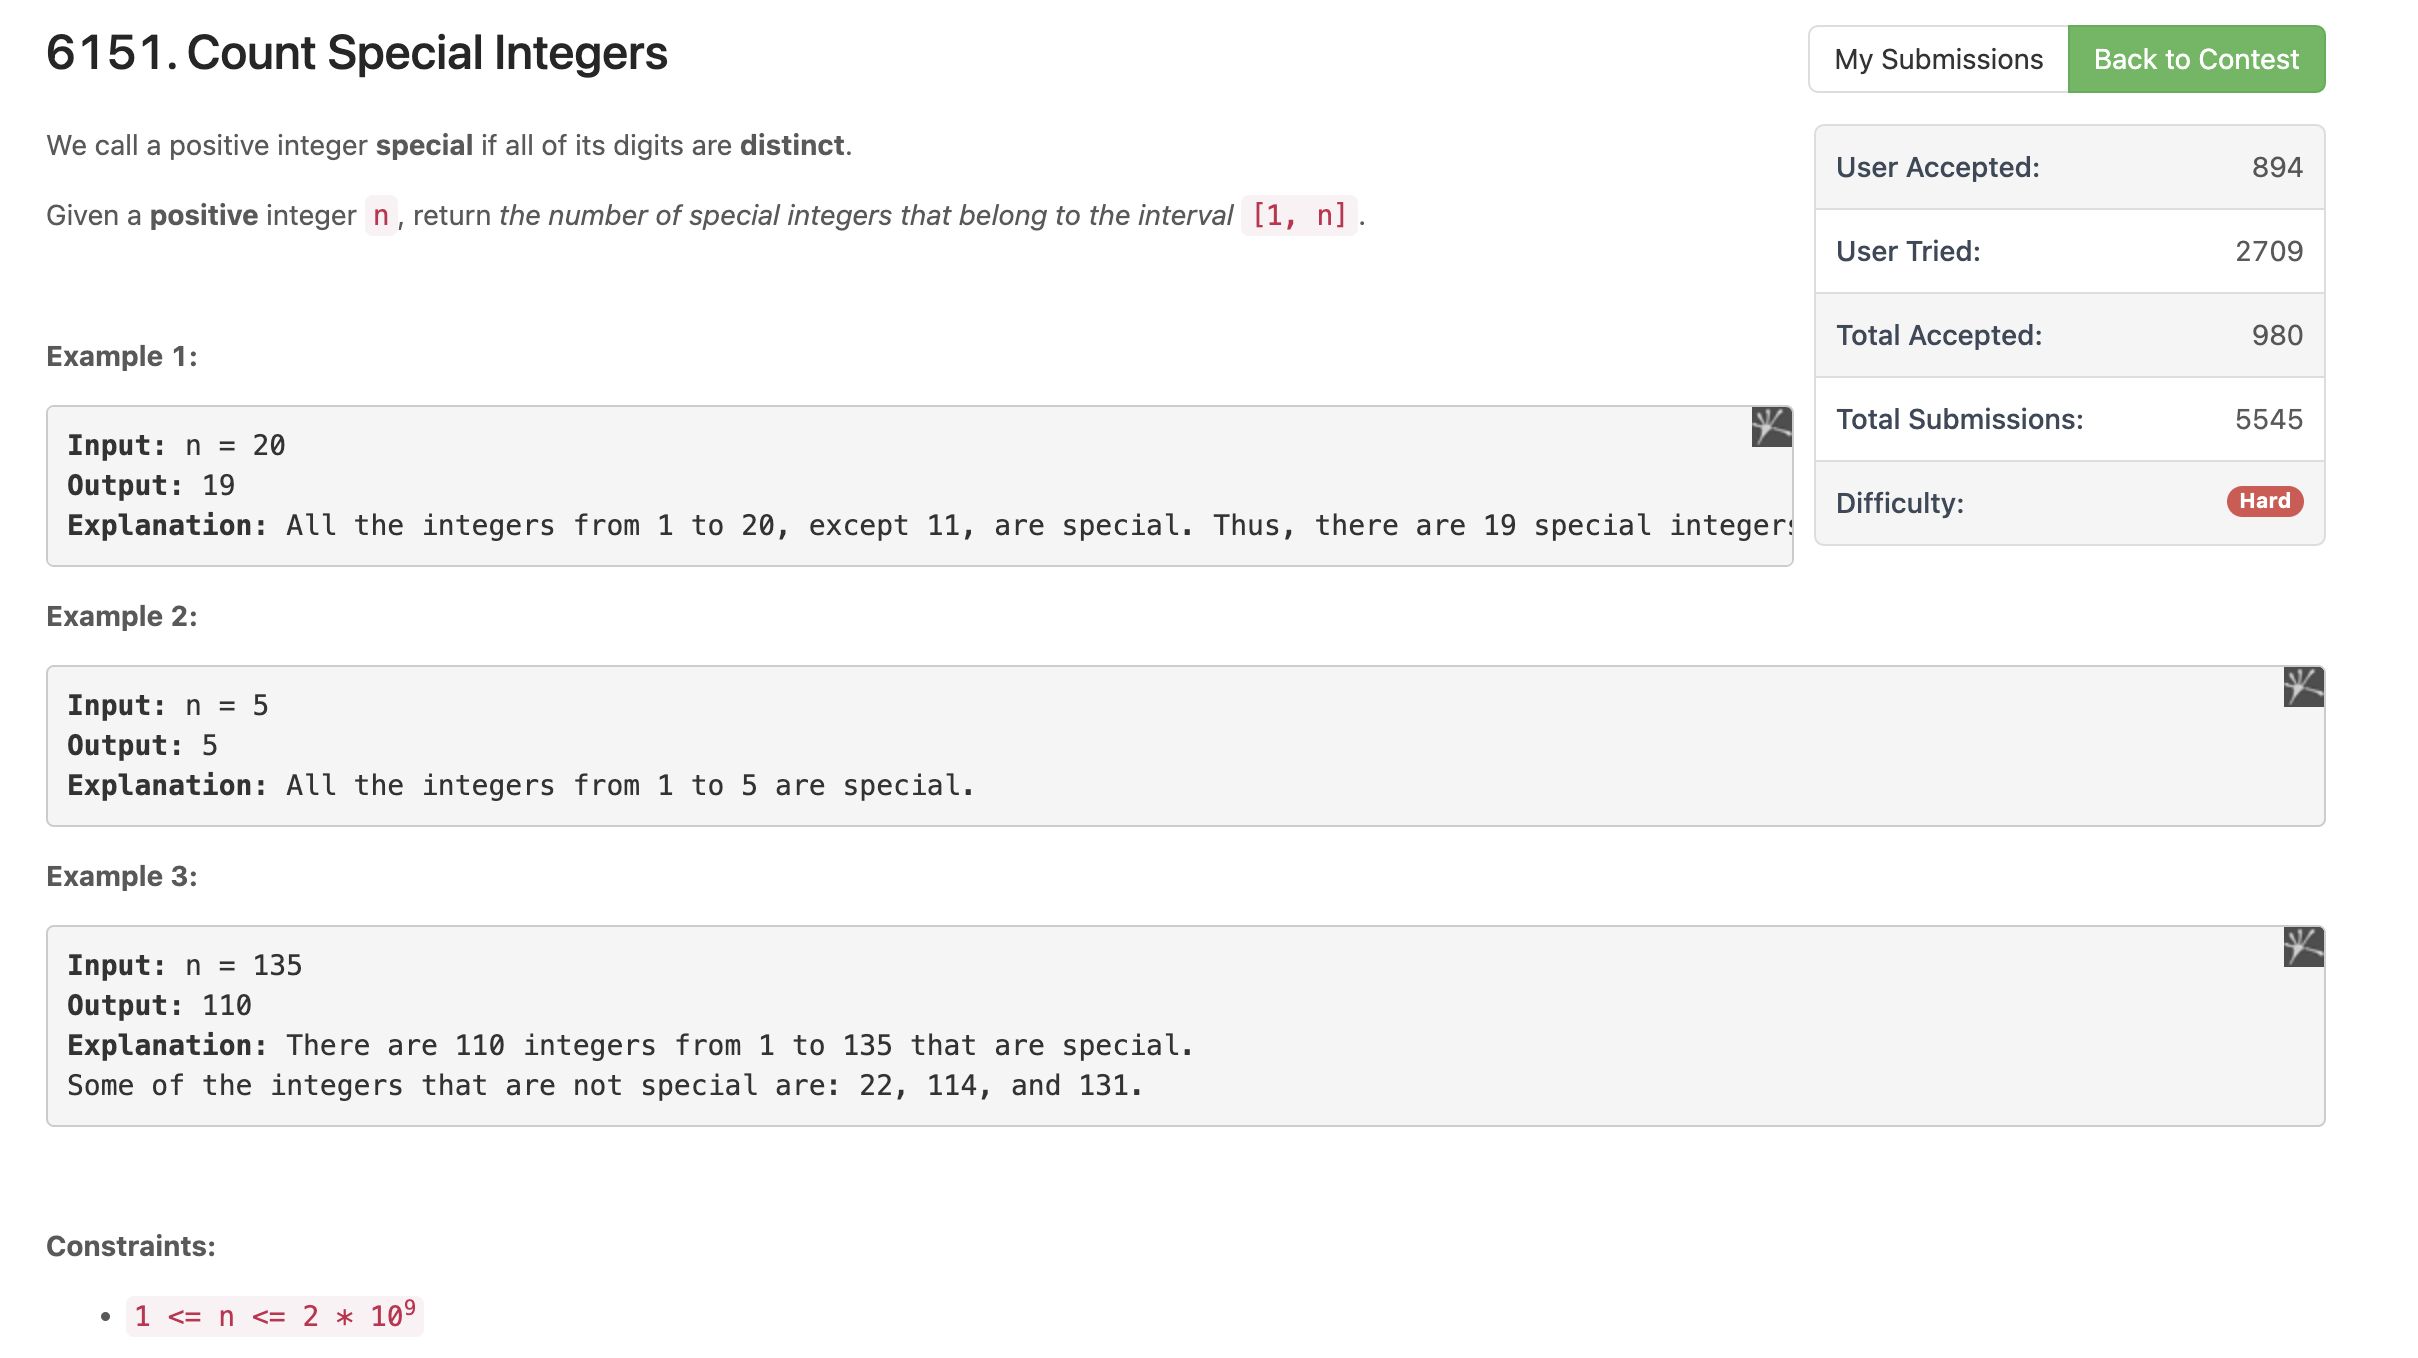 6151. Count Special Integers
My Submissions
Back to Contest
We call a positive integer special if all of its digits are distinct.
Given a positive integer n, return the number of special integers that belong to the interval [1, n].
User Accepted: 894
User Tried: 2709
Total Accepted: 980
Total Submissions: 5545
Difficulty: Hard
Example 1:
Input: n = 20
Output: 19
Explanation: All the integers from 1 to 20, except 11, are special. Thus, there are 19 special integers
Example 2:
Input: n = 5
Output: 5
Explanation: All the integers from 1 to 5 are special.
Example 3:
Input: n = 135
Output: 110
Explanation: There are 110 integers from 1 to 135 that are special.
Some of the integers that are not special are: 22, 114, and 131.
Constraints:
• 1 <= n <= 2 * 10⁹